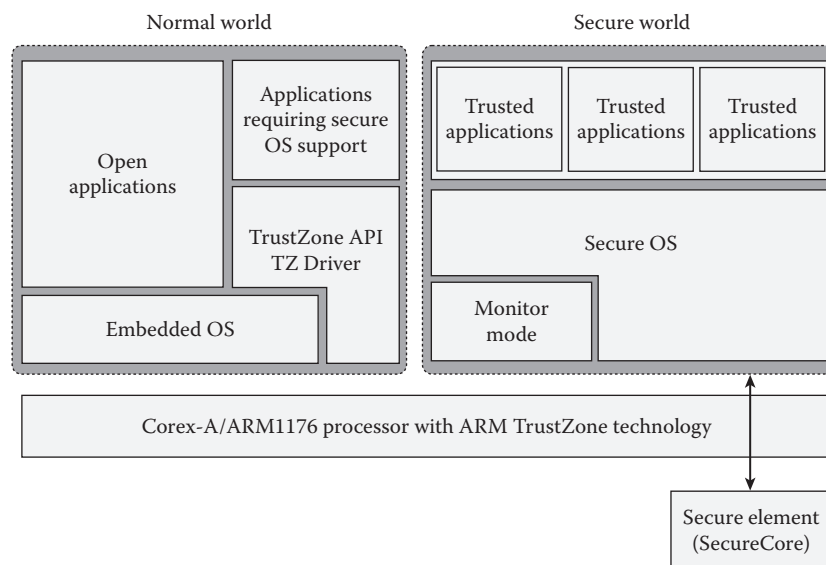 Normal world
Secure world
Open
applications
Applications
requiring secure
OS support
TrustZone API
TZ Driver
Embedded OS
Trusted
applications
Trusted
applications
Trusted
applications
Secure OS
Monitor
mode
Corex-A/ARM1176 processor with ARM TrustZone technology
Secure element
(SecureCore)